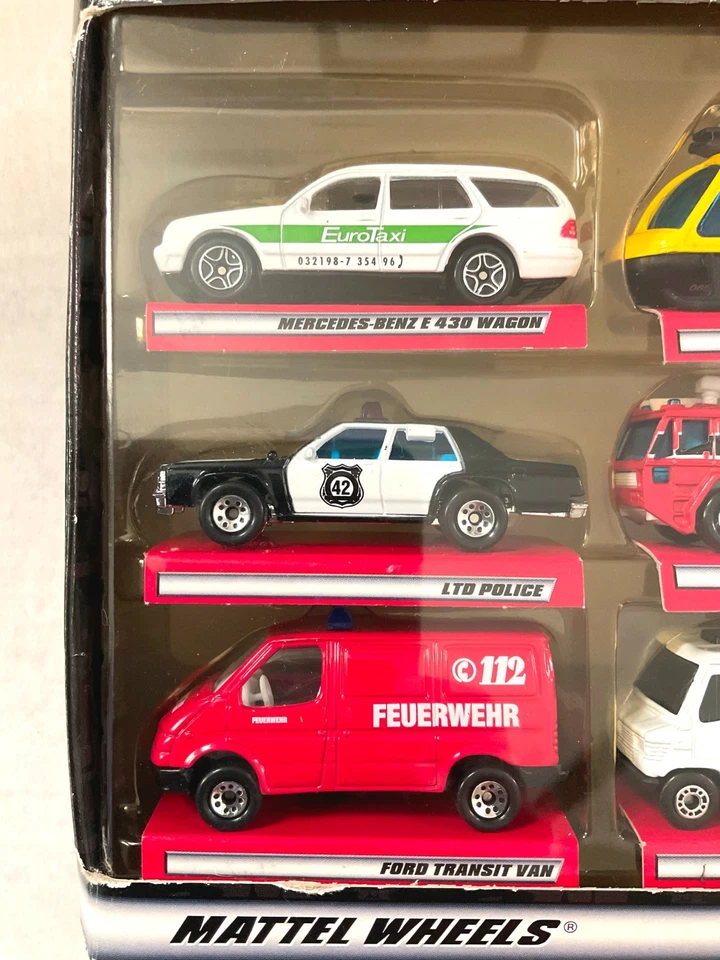 EuroTaxi
032198-7 354 96)
MERCEDES-BENZ E 430 WAGON
42
LTD POLICE
112
FEUERWEHR
FEUERWEHR
FORD TRANSIT VAN
MATTEL WHEELS®